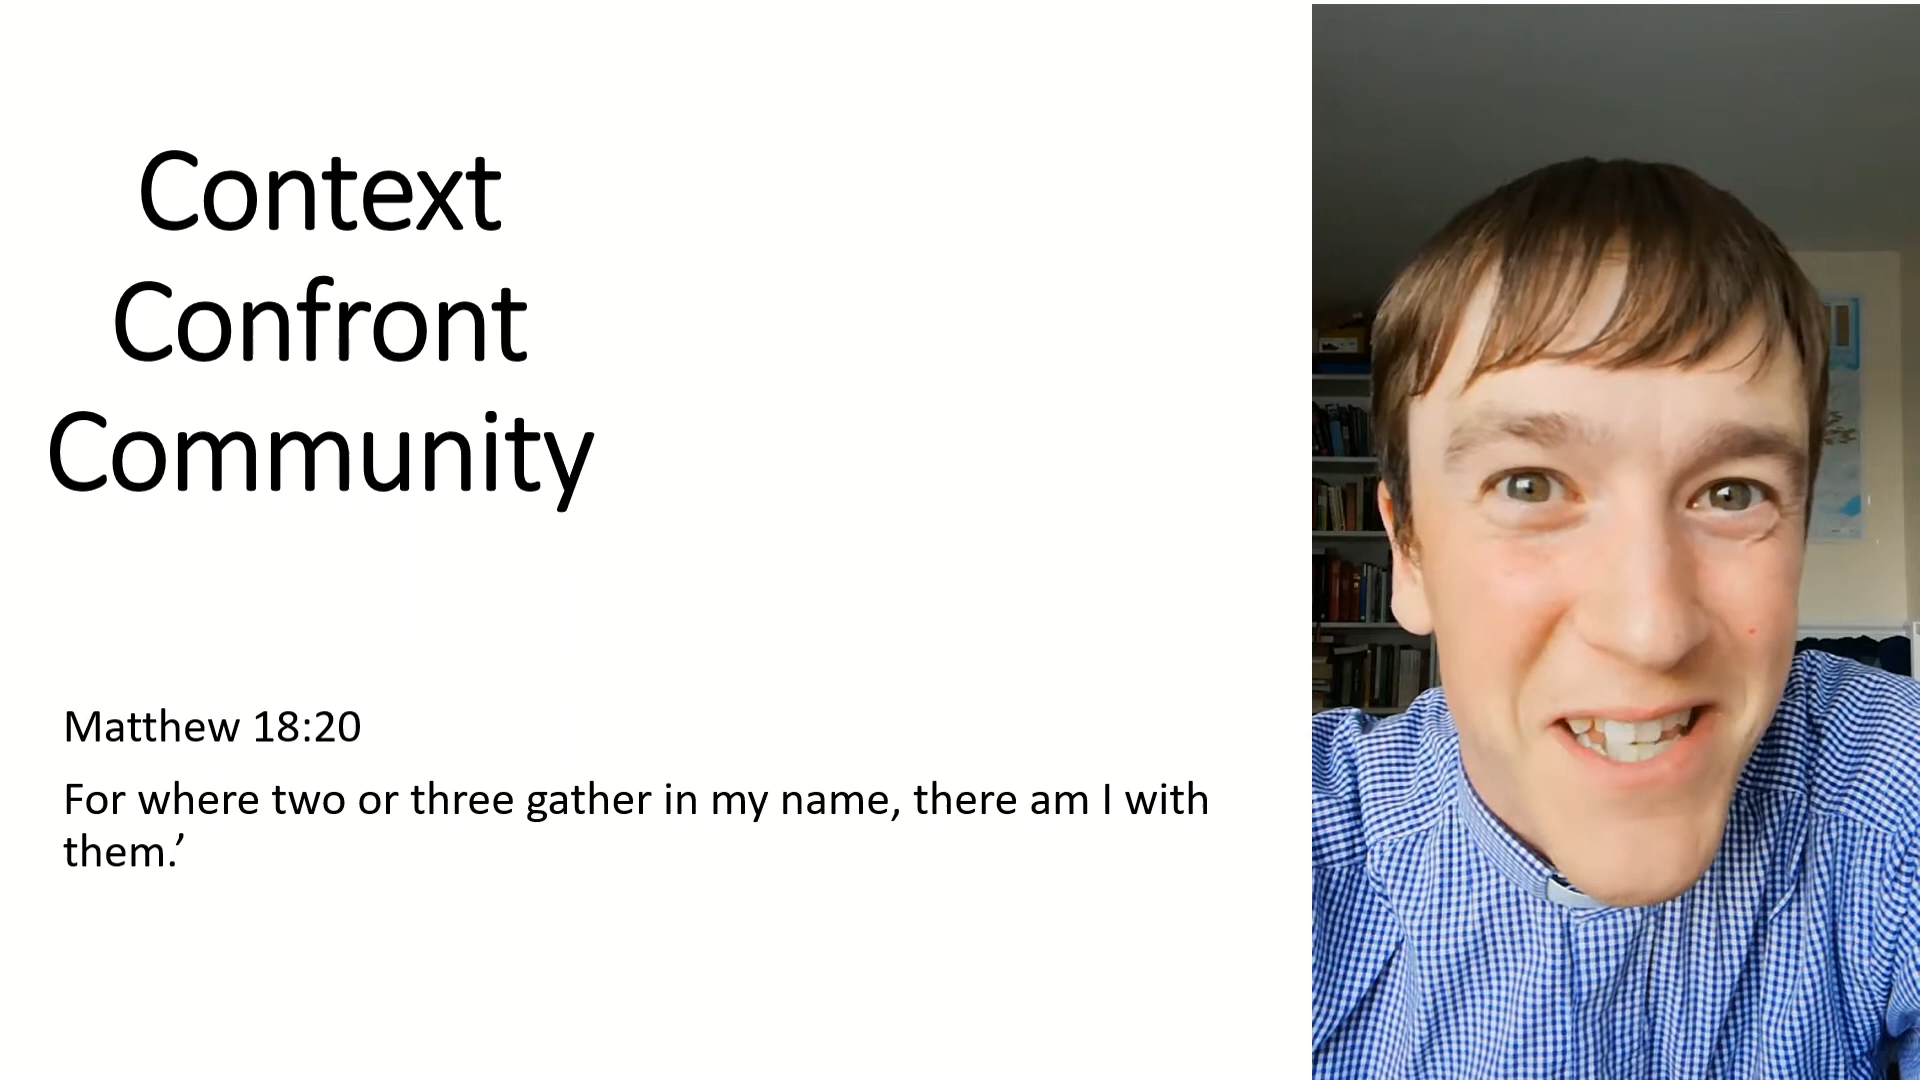 Context
Confront
Community
Matthew 18:20
For where two or three gather in my name, there am I with
them.’